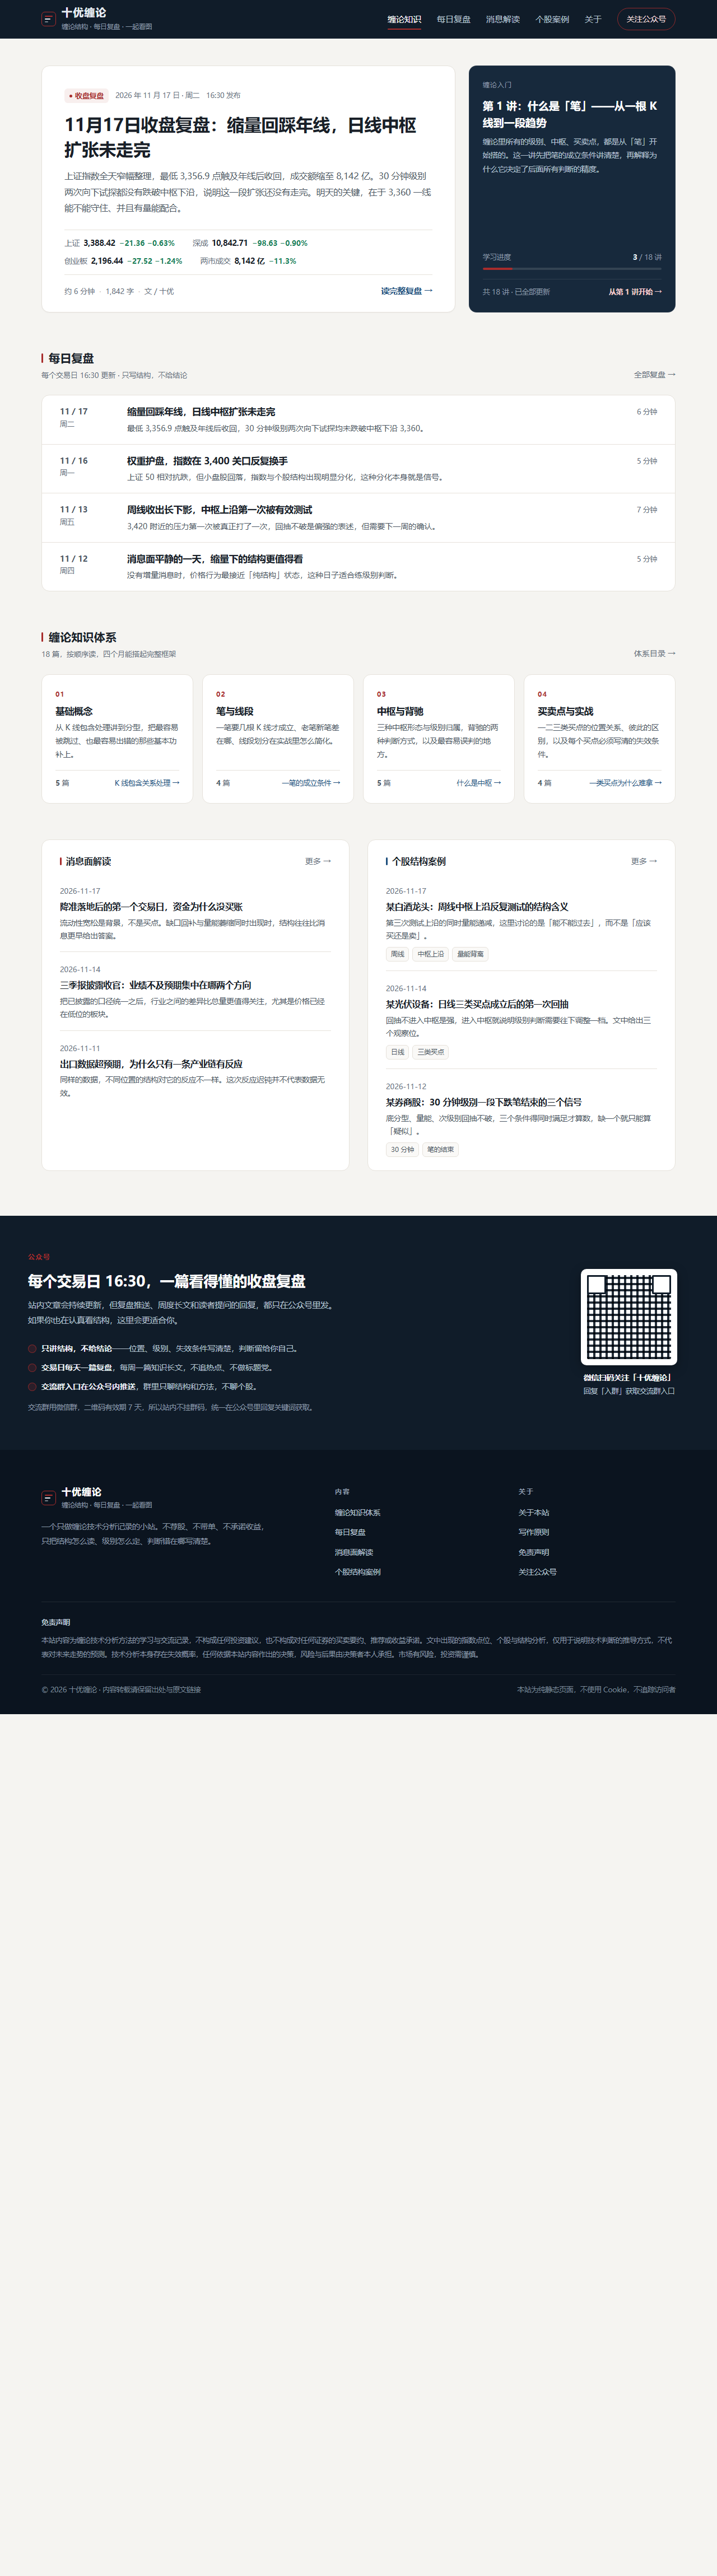 十优缠论
缠论结构 · 每日复盘 · 一起看图
缠论知识
每日复盘
消息解读
个股案例
关于
关注公众号
收盘复盘
2026 年 11 月 17 日 · 周二
16:30 发布
11月17日收盘复盘：缩量回踩年线，日线中枢
扩张未走完
上证指数全天窄幅整理，最低 3,356.9 点触及年线后收回，成交额缩至 8,142 亿。30 分钟级别
两次向下试探都没有跌破中枢下沿，说明这一段扩张还没有走完。明天的关键，在于 3,360 一线
能不能守住、并且有量能配合。
上证 3,388.42 −21.36 −0.63%
深成 10,842.71 −98.63 −0.90%
创业板 2,196.44 −27.52 −1.24%
两市成交 8,142 亿 −11.3%
约 6 分钟 · 1,842 字 · 文 / 十优
读完整复盘 →
缠论入门
第 1 讲：什么是「笔」——从一根 K
线到一段趋势
缠论里所有的级别、中枢、买卖点，都是从「笔」开
始搭的。这一讲先把笔的成立条件讲清楚，再解释为
什么它决定了后面所有判断的精度。
学习进度
3 / 18 讲
共 18 讲 · 已全部更新
从第 1 讲开始 →
每日复盘
每个交易日 16:30 更新 · 只写结构，不给结论
全部复盘 →
11 / 17
周二
缩量回踩年线，日线中枢扩张未走完
最低 3,356.9 点触及年线后收回，30 分钟级别两次向下试探均未跌破中枢下沿 3,360。
6 分钟
11 / 16
周一
权重护盘，指数在 3,400 关口反复换手
上证 50 相对抗跌，但小盘股回落，指数与个股结构出现明显分化，这种分化本身就是信号。
5 分钟
11 / 13
周五
周线收出长下影，中枢上沿第一次被有效测试
3,420 附近的压力第一次被真正打了一次，回抽不破是偏强的表述，但需要下一周的确认。
7 分钟
11 / 12
周四
消息面平静的一天，缩量下的结构更值得看
没有增量消息时，价格行为最接近「纯结构」状态，这种日子适合练级别判断。
5 分钟
缠论知识体系
18 篇，按顺序读，四个月能搭起完整框架
体系目录 →
01
基础概念
从 K 线包含处理讲到分型，把最容易
被跳过、也最容易出错的那些基本功
补上。
5 篇
K 线包含关系处理 →
02
笔与线段
一笔要几根 K 线才成立、老笔新笔差
在哪、线段划分在实战里怎么简化。
4 篇
一笔的成立条件 →
03
中枢与背驰
三种中枢形态与级别归属，背驰的两
种判断方式，以及最容易误判的地
方。
5 篇
什么是中枢 →
04
买卖点与实战
一二三类买点的位置关系、彼此的区
别，以及每个买点必须写清的失效条
件。
4 篇
一类买点为什么难拿 →
消息面解读
更多 →
2026-11-17
降准落地后的第一个交易日，资金为什么没买账
流动性宽松是背景，不是买点。缺口回补与量能萎缩同时出现时，结构往往比消
息更早给出答案。
2026-11-14
三季报披露收官：业绩不及预期集中在哪两个方向
把已披露的口径统一之后，行业之间的差异比总量更值得关注，尤其是价格已经
在低位的板块。
2026-11-11
出口数据超预期，为什么只有一条产业链有反应
同样的数据，不同位置的结构对它的反应不一样。这次反应迟钝并不代表数据无
效。
个股结构案例
更多 →
2026-11-17
某白酒龙头：周线中枢上沿反复测试的结构含义
第三次测试上沿的同时量能递减，这里讨论的是「能不能过去」，而不是「应该
买还是卖」。
周线
中枢上沿
量能背离
2026-11-14
某光伏设备：日线三类买点成立后的第一次回抽
回抽不进入中枢是强，进入中枢就说明级别判断需要往下调整一档。文中给出三
个观察位。
日线
三类买点
2026-11-12
某券商股：30 分钟级别一段下跌笔结束的三个信号
底分型、量能、次级别回抽不破，三个条件得同时满足才算数，缺一个就只能算
「疑似」。
30 分钟
笔的结束
公众号
每个交易日 16:30，一篇看得懂的收盘复盘
站内文章会持续更新，但复盘推送、周度长文和读者提问的回复，都只在公众号里发。
如果你也在认真看结构，这里会更适合你。
只讲结构，不给结论——位置、级别、失效条件写清楚，判断留给你自己。
交易日每天一篇复盘，每周一篇知识长文，不追热点、不做标题党。
交流群入口在公众号内推送，群里只聊结构和方法，不聊个股。
交流群用微信群，二维码有效期 7 天，所以站内不挂群码，统一在公众号里回复关键词获取。
微信扫码关注「十优缠论」
回复「入群」获取交流群入口
十优缠论
缠论结构 · 每日复盘 · 一起看图
一个只做缠论技术分析记录的小站。不荐股、不带单、不承诺收益，
只把结构怎么读、级别怎么定、判断错在哪写清楚。
内容
缠论知识体系
每日复盘
消息面解读
个股结构案例
关于
关于本站
写作原则
免责声明
关注公众号
免责声明
本站内容为缠论技术分析方法的学习与交流记录，不构成任何投资建议，也不构成对任何证券的买卖要约、推荐或收益承诺。文中出现的指数点位、个股与结构分析，仅用于说明技术判断的推导方式，不代
表对未来走势的预测。技术分析本身存在失效概率，任何依据本站内容作出的决策，风险与后果由决策者本人承担。市场有风险，投资需谨慎。
© 2026 十优缠论 · 内容转载请保留出处与原文链接
本站为纯静态页面，不使用 Cookie，不追踪访问者